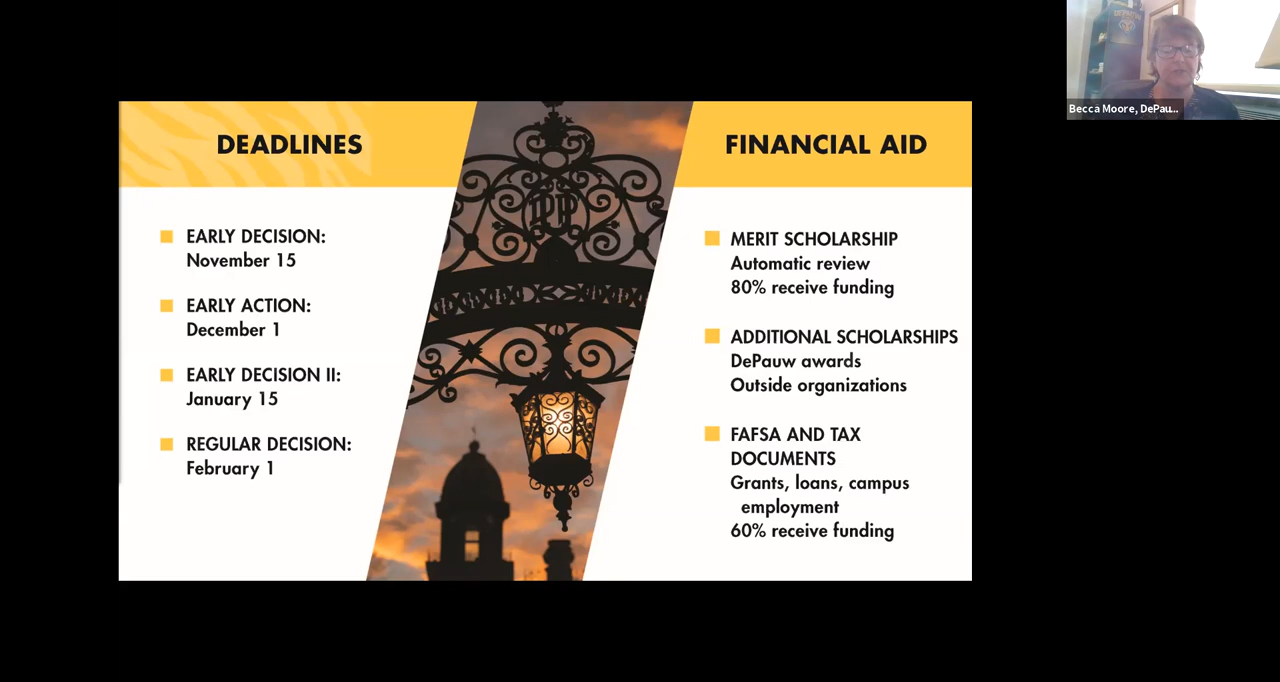 Becca Moore, DePau...
DEADLINES
EARLY DECISION:
November 15
EARLY ACTION:
December 1
EARLY DECISION II:
January 15
REGULAR DECISION:
February 1
FINANCIAL AID
MERIT SCHOLARSHIP
Automatic review
80% receive funding
ADDITIONAL SCHOLARSHIPS
DePauw awards
Outside organizations
FAFSA AND TAX
DOCUMENTS
Grants, loans, campus
employment
60% receive funding